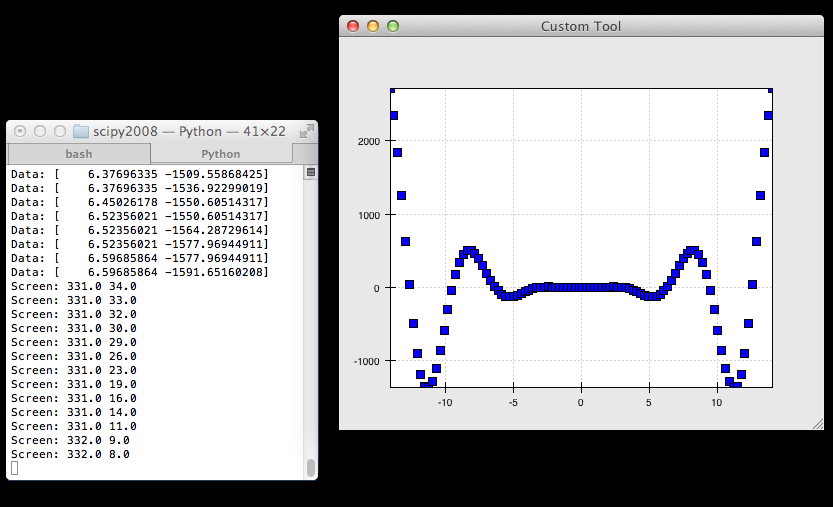 Custom Tool
scipy2008 — Python — 41×22
bash Python
Data: [    6.37696335 -1509.55868425]
Data: [    6.37696335 -1536.92299019]
Data: [    6.45026178 -1550.60514317]
Data: [    6.52356021 -1550.60514317]
Data: [    6.52356021 -1564.28729614]
Data: [    6.52356021 -1577.96944911]
Data: [    6.59685864 -1577.96944911]
Data: [    6.59685864 -1591.65160208]
Screen: 331.0 34.0
Screen: 331.0 33.0
Screen: 331.0 32.0
Screen: 331.0 30.0
Screen: 331.0 29.0
Screen: 331.0 26.0
Screen: 331.0 23.0
Screen: 331.0 19.0
Screen: 331.0 16.0
Screen: 331.0 14.0
Screen: 331.0 11.0
Screen: 332.0 9.0
Screen: 332.0 8.0
2000
1000
0
-1000
-10 -5 0 5 10